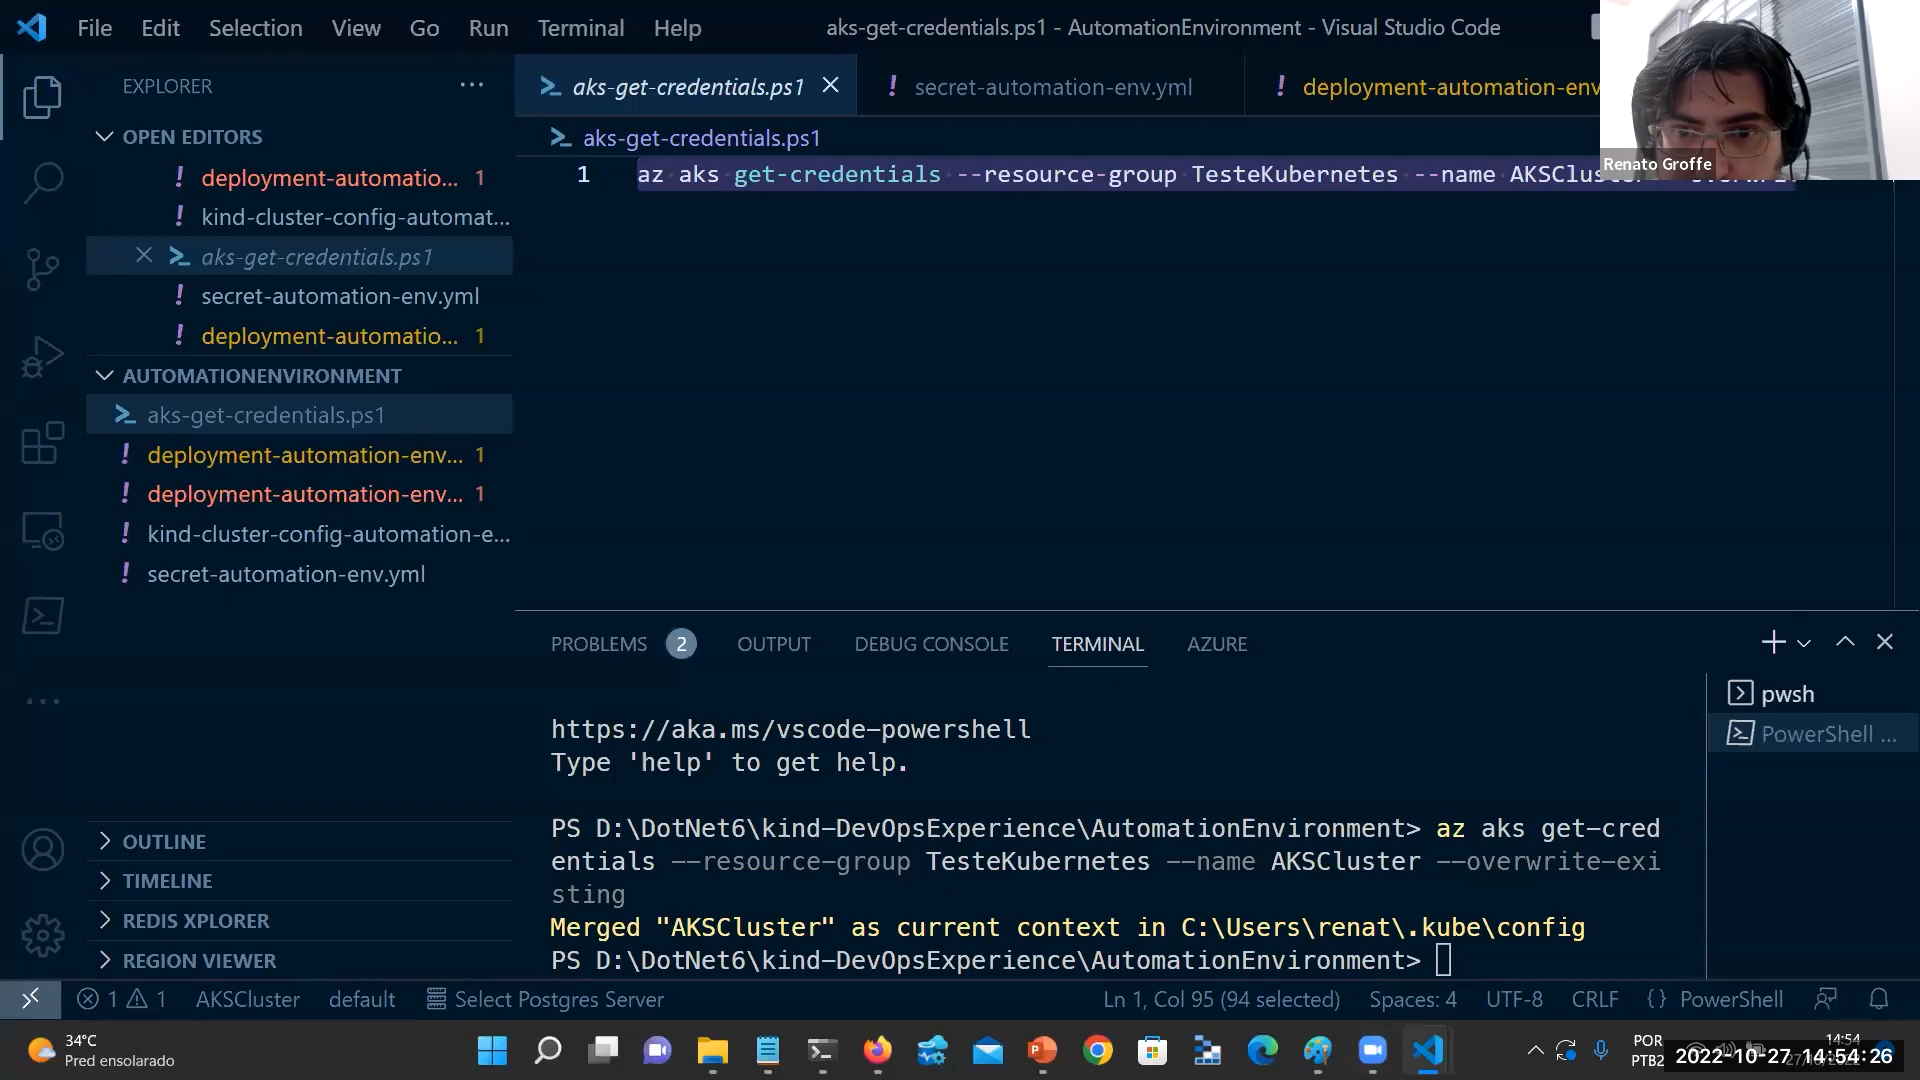 File Edit Selection View Go Run Terminal Help
aks-get-credentials.ps1 - AutomationEnvironment - Visual Studio Code
EXPLORER
OPEN EDITORS
! deployment-automatio... 1
! kind-cluster-config-automat...
aks-get-credentials.ps1
! secret-automation-env.yml
! deployment-automatio... 1
AUTOMATIONENVIRONMENT
aks-get-credentials.ps1
! deployment-automation-env... 1
! deployment-automation-env... 1
! kind-cluster-config-automation-e...
! secret-automation-env.yml
OUTLINE
TIMELINE
REDIS XPLORER
REGION VIEWER
aks-get-credentials.ps1
! secret-automation-env.yml
! deployment-automation-env
aks-get-credentials.ps1
1 az aks get-credentials --resource-group TesteKubernetes --name
Renato Groffe
PROBLEMS 2 OUTPUT DEBUG CONSOLE TERMINAL AZURE
https://aka.ms/vscode-powershell
Type 'help' to get help.
PS D:\DotNet6\kind-DevOpsExperience\AutomationEnvironment> az aks get-cred
entials --resource-group TesteKubernetes --name AKSCluster --overwrite-exi
sting
Merged "AKSCluster" as current context in C:\Users\renat\.kube\config
PS D:\DotNet6\kind-DevOpsExperience\AutomationEnvironment>
pwsh
PowerShell ...
1 1 AKSCluster default Select Postgres Server
Ln 1, Col 95 (94 selected) Spaces: 4 UTF-8 CRLF {} PowerShell
34°C
Pred ensolarado
POR
PTB2
14:54
2022-10-27 14:54:26